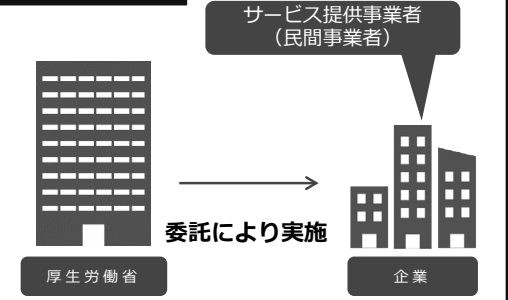 サービス提供事業者
（民間事業者）
委託により実施
厚生労働省
企業